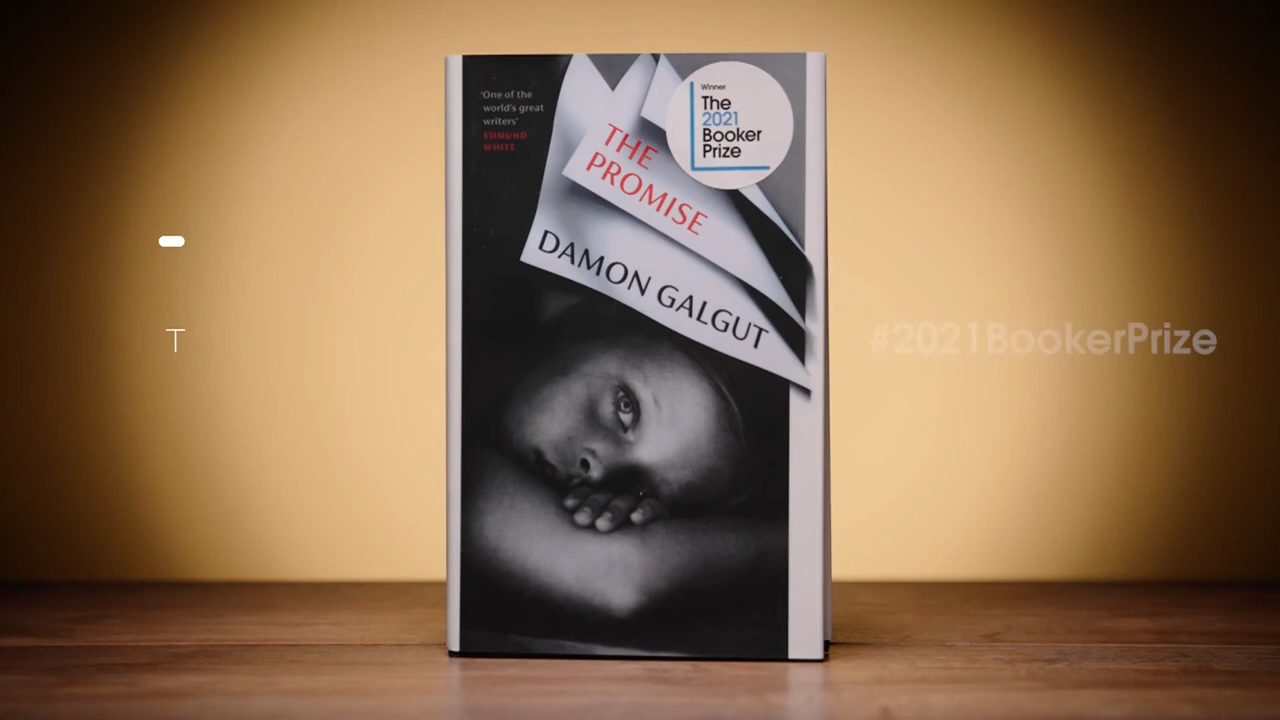 'One of the
world's great
writers'
EDMUND
WHITE
THE
PROMISE
DAMON GALGUT
Winner
The
2021
Booker
Prize
T
#2021BookerPrize